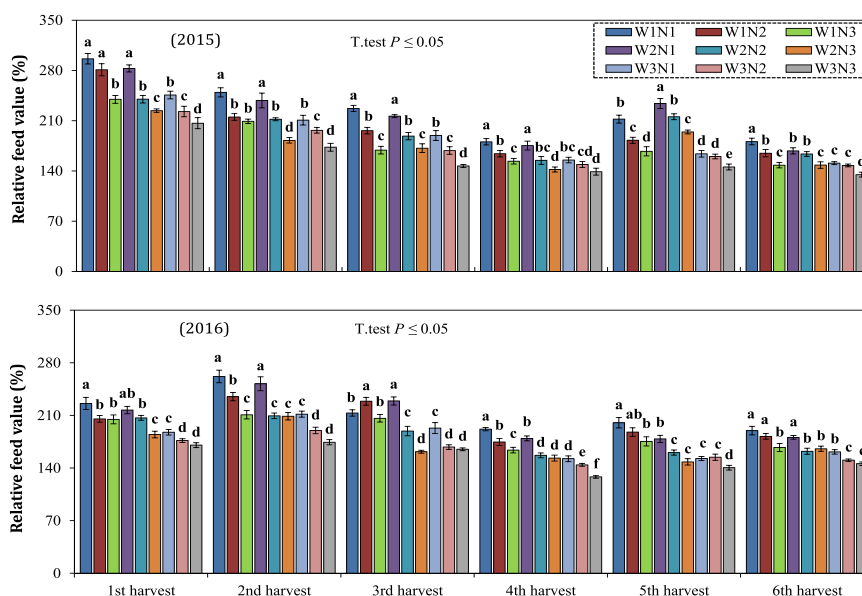 350
280
210
140
70
0
Relative feed value (%)
(2015)
T.test P ≤ 0.05
W1N1 W1N2 W1N3
W2N1 W2N2 W2N3
W3N1 W3N2 W3N3
a a b a b c b c d
a b b a b d b c d
a b c a b c b c d
a b c a bc d bc cd d
b c d a b c d d e
a b c b b c c c d
350
280
210
140
70
0
Relative feed value (%)
(2016)
T.test P ≤ 0.05
a b b ab b c c d d
a b c a c c c d d
b a b a c d c d d
a b c b d d d e f
a ab b b c c c c d
a a b a b b b c c
1st harvest 2nd harvest 3rd harvest 4th harvest 5th harvest 6th harvest